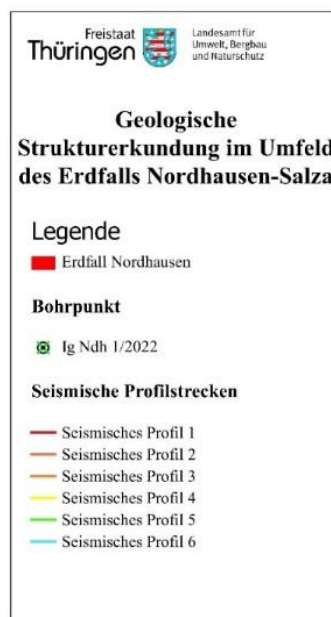 Freistaat
Thüringen
Landesamt für
Umwelt, Bergbau
und Naturschutz
Geologische
Strukturerkundung im Umfeld
des Erdfalls Nordhausen-Salza
Legende
Erdfall Nordhausen
Bohrpunkt
Ig Ndh 1/2022
Seismische Profilstrecken
Seismisches Profil 1
Seismisches Profil 2
Seismisches Profil 3
Seismisches Profil 4
Seismisches Profil 5
Seismisches Profil 6